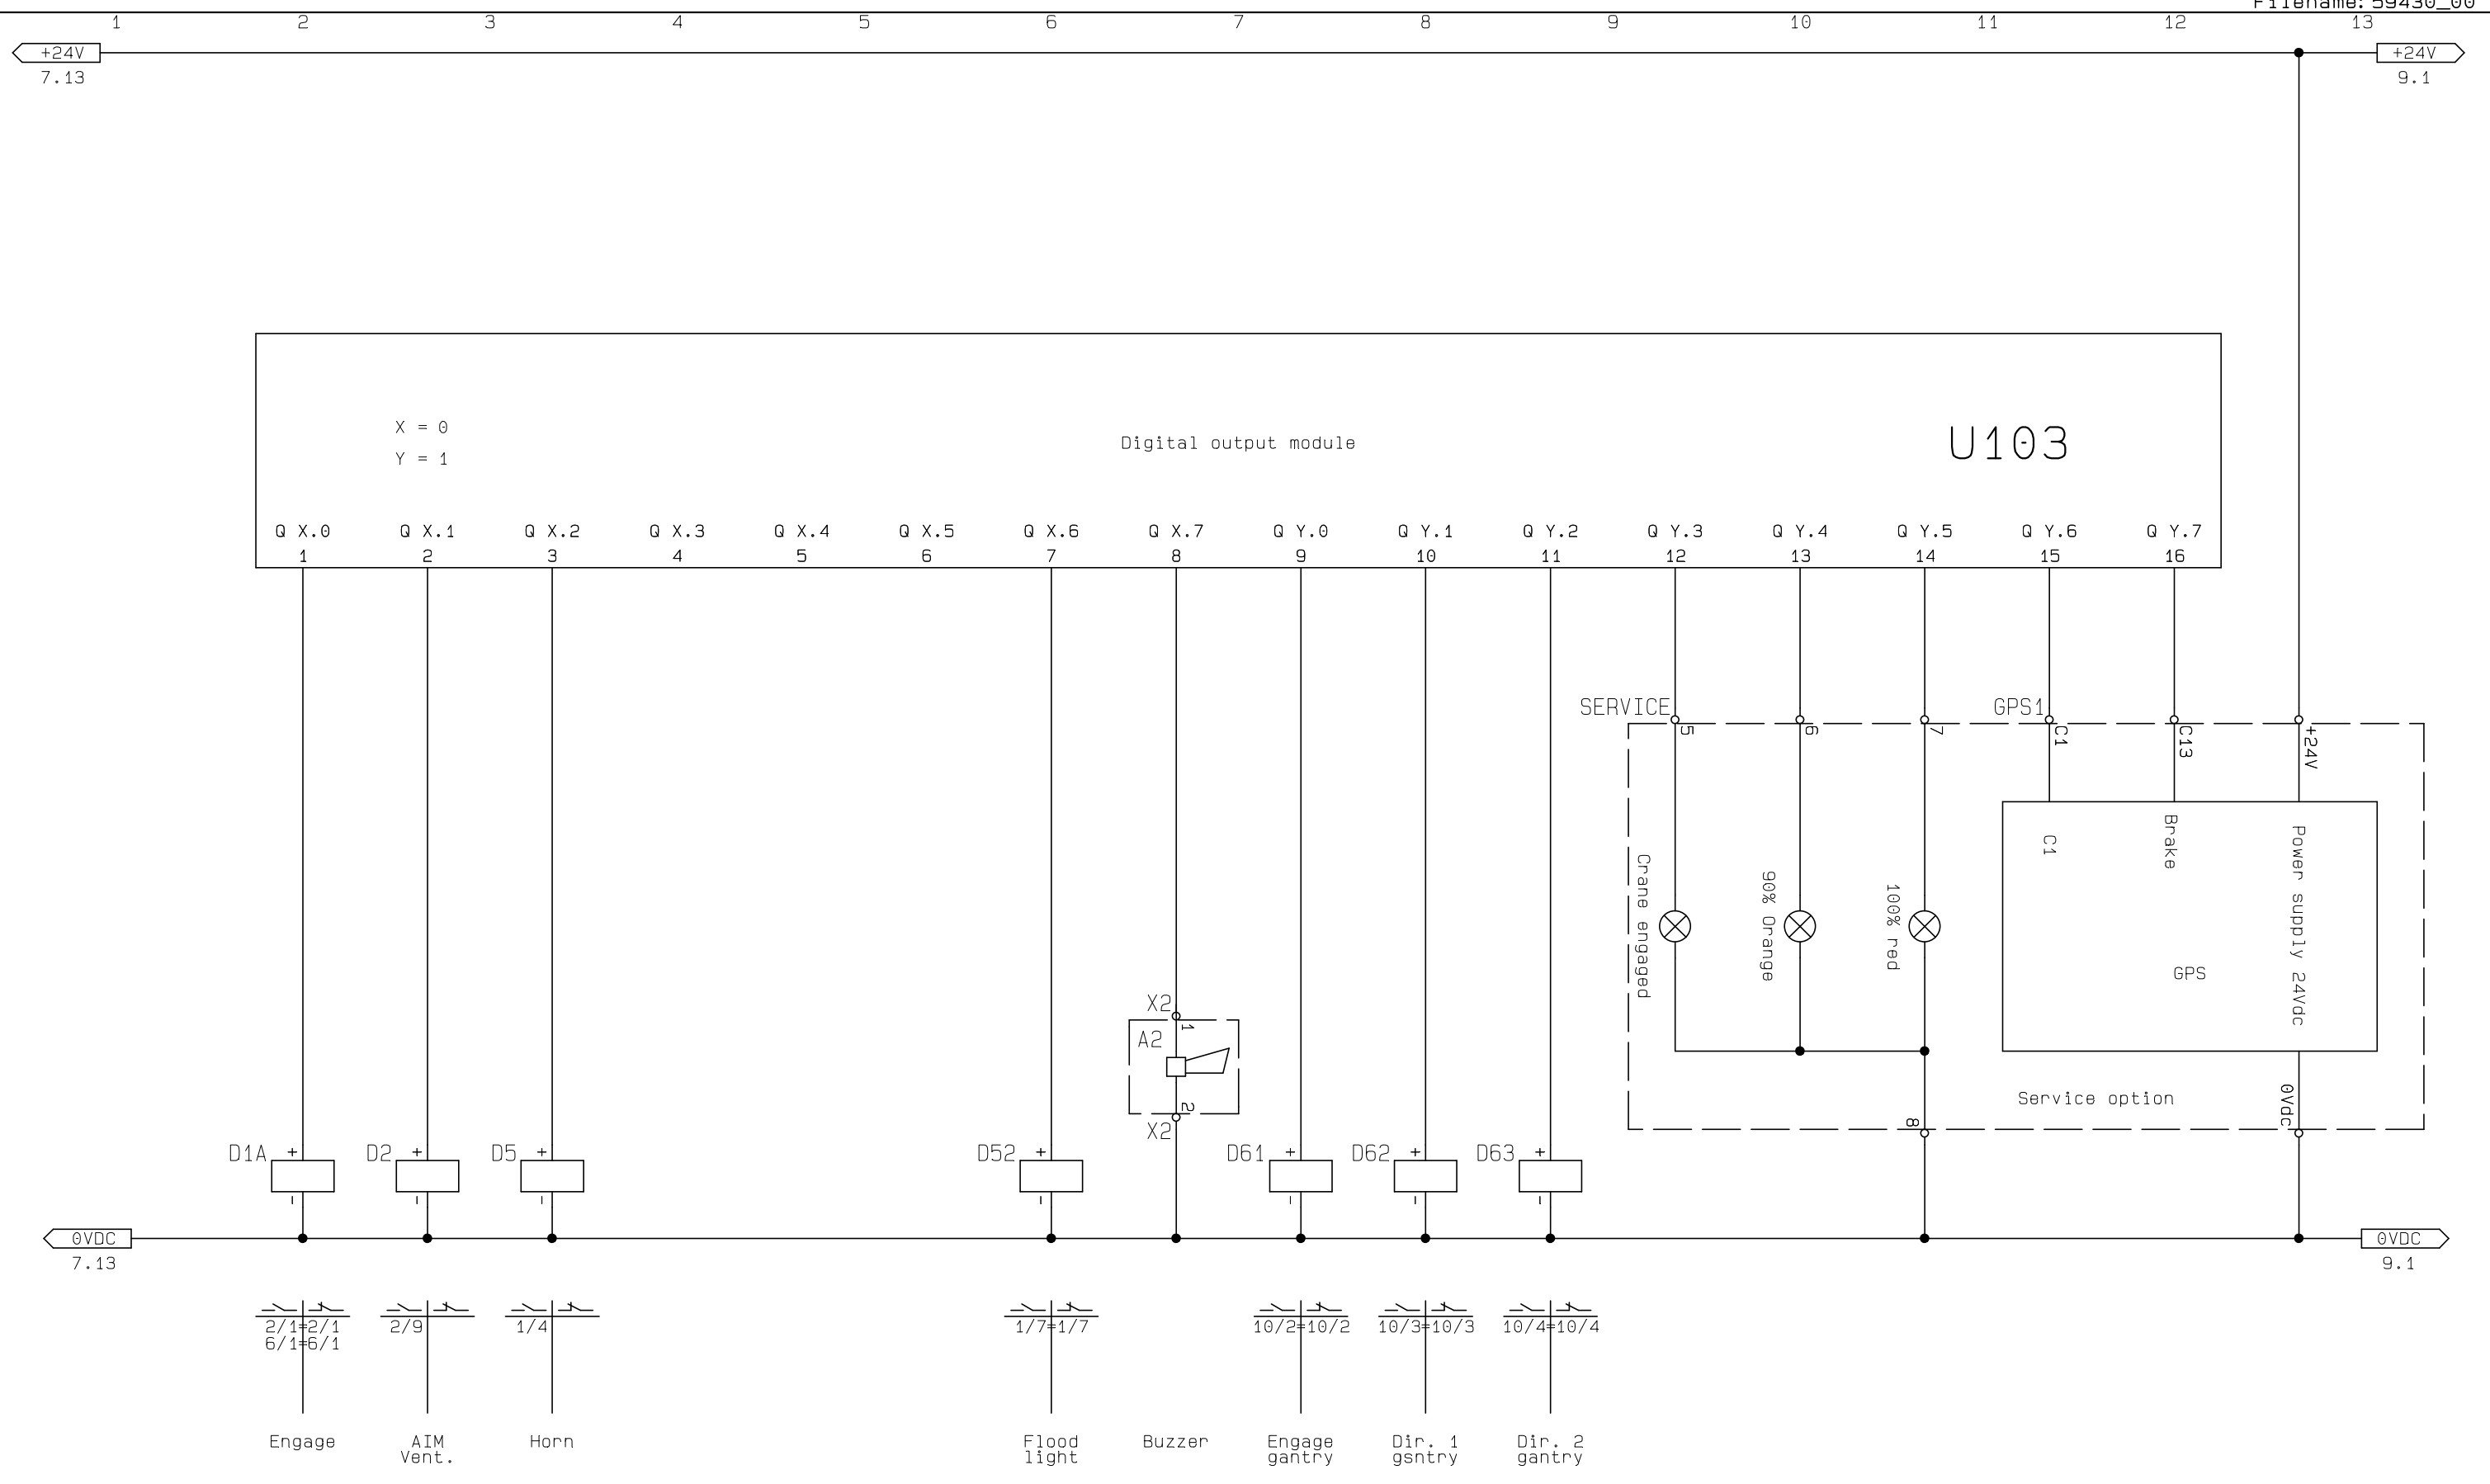 Filename: 59430_00
1 2 3 4 5 6 7 8 9 10 11 12 13
+24V +24V
7.13 9.1
X = 0
Y = 1
Digital output module
U103
Q X.0 Q X.1 Q X.2 Q X.3 Q X.4 Q X.5 Q X.6 Q X.7 Q Y.0 Q Y.1 Q Y.2 Q Y.3 Q Y.4 Q Y.5 Q Y.6 Q Y.7
1 2 3 4 5 6 7 8 9 10 11 12 13 14 15 16
SERVICE GPS1
5 6 7 C1 C13 +24V
Crane engaged
90% Orange
100% red
C1
Brake
Power supply 24Vdc
GPS
X2
1
A2
2
X2
Service option
0Vdc
8
D1A + D2 + D5 + D52 + D61 + D62 + D63 +
- - - - - - -
0VDC 0VDC
7.13 9.1
2/1=2/1 2/9 1/4 1/7=1/7 10/2=10/2 10/3=10/3 10/4=10/4
6/1=6/1
Engage AIM Horn Flood Buzzer Engage Dir. 1 Dir. 2
Vent. light gantry gsntry gantry